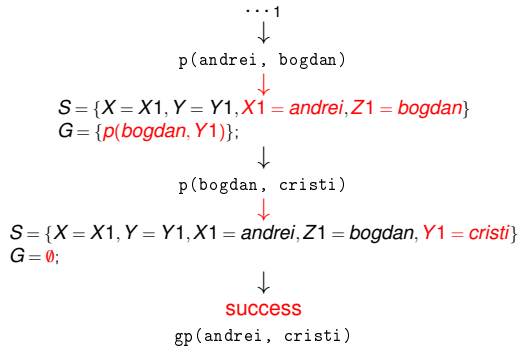 ⋯1
p(andrei, bogdan)
S = {X = X1, Y = Y1, X1 = andrei, Z1 = bogdan}
G = {p(bogdan, Y1)};
p(bogdan, cristi)
S = {X = X1, Y = Y1, X1 = andrei, Z1 = bogdan, Y1 = cristi}
G = ∅;
success
gp(andrei, cristi)